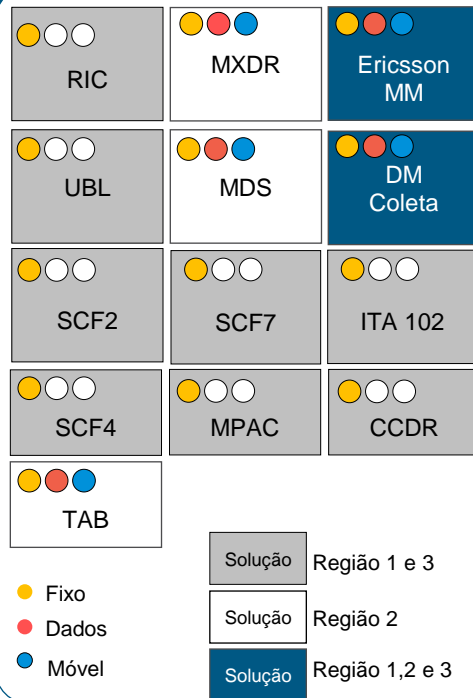 RIC
MXDR
Ericsson
MM
UBL
MDS
DM
Coleta
SCF2
SCF7
ITA 102
SCF4
MPAC
CCDR
TAB
Solução
Região 1 e 3
Fixo
Solução
Região 2
Dados
Móvel
Solução
Região 1,2 e 3